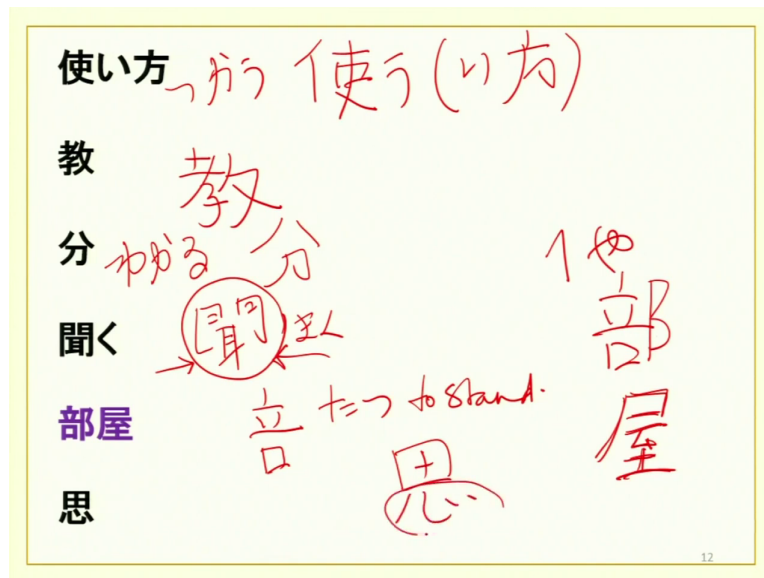 使い方 つかう 使う(い方)
教 教
分 わかる 分
聞く 聞 きく
へや
部屋
部
屋
咅 たつ to stand.
思 思
12